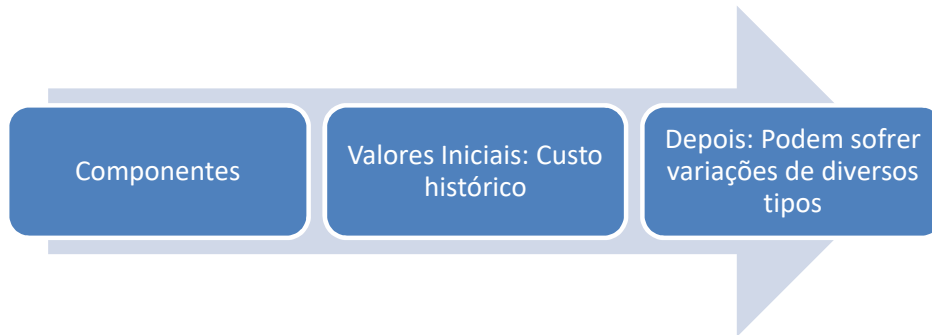 Componentes
Valores Iniciais: Custo
histórico
Depois: Podem sofrer
variações de diversos
tipos